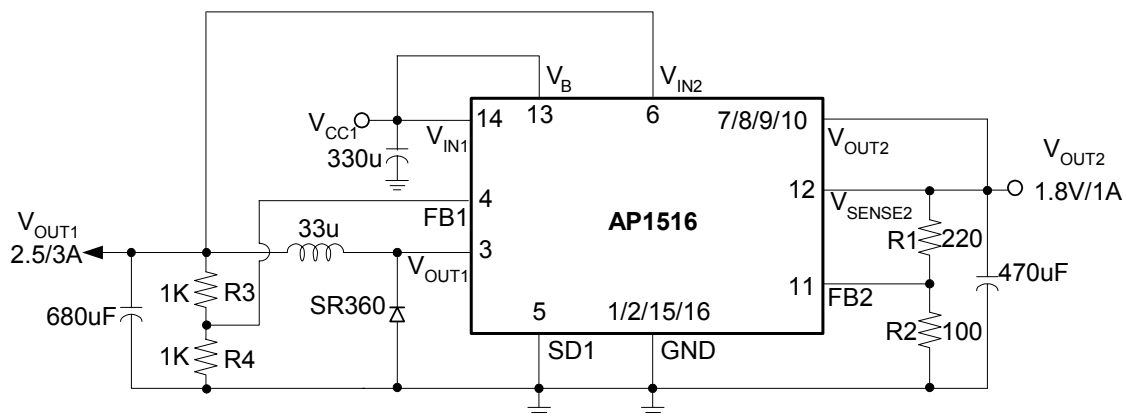 V_B
V_IN2
14
13
6
7/8/9/10
V_CC1
V_IN1
V_OUT2
330u
V_OUT2
12
1.8V/1A
4
V_SENSE2
FB1
AP1516
V_OUT1
33u
R1
220
2.5/3A
3
V_OUT1
470uF
1K
R3
11
FB2
680uF
SR360
5
1/2/15/16
R2
100
1K
R4
SD1
GND